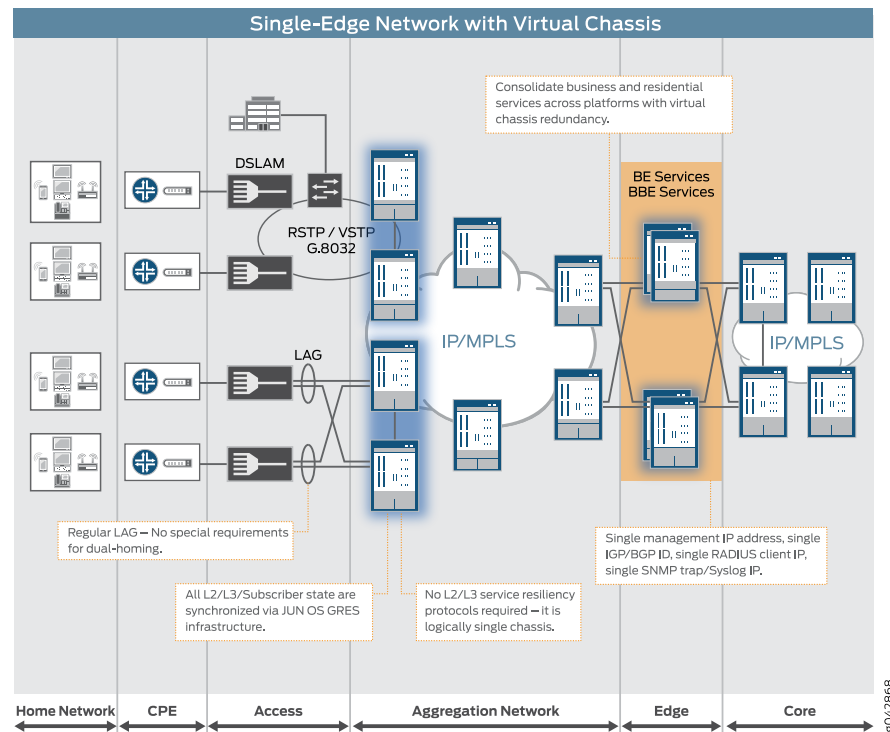 Single-Edge Network with Virtual Chassis
Consolidate business and residential
services across platforms with virtual
chassis redundancy.
DSLAM
BE Services
BBE Services
RSTP / VSTP
G.8032
IP/MPLS
IP/MPLS
LAG
Regular LAG – No special requirements
for dual-homing.
Single management IP address, single
IGP/BGP ID, single RADIUS client IP,
single SNMP trap/Syslog IP.
All L2/L3/Subscriber state are
synchronized via JUN OS GRES
infrastructure.
No L2/L3 service resiliency
protocols required – it is
logically single chassis.
g042868
Home Network
CPE
Access
Aggregation Network
Edge
Core